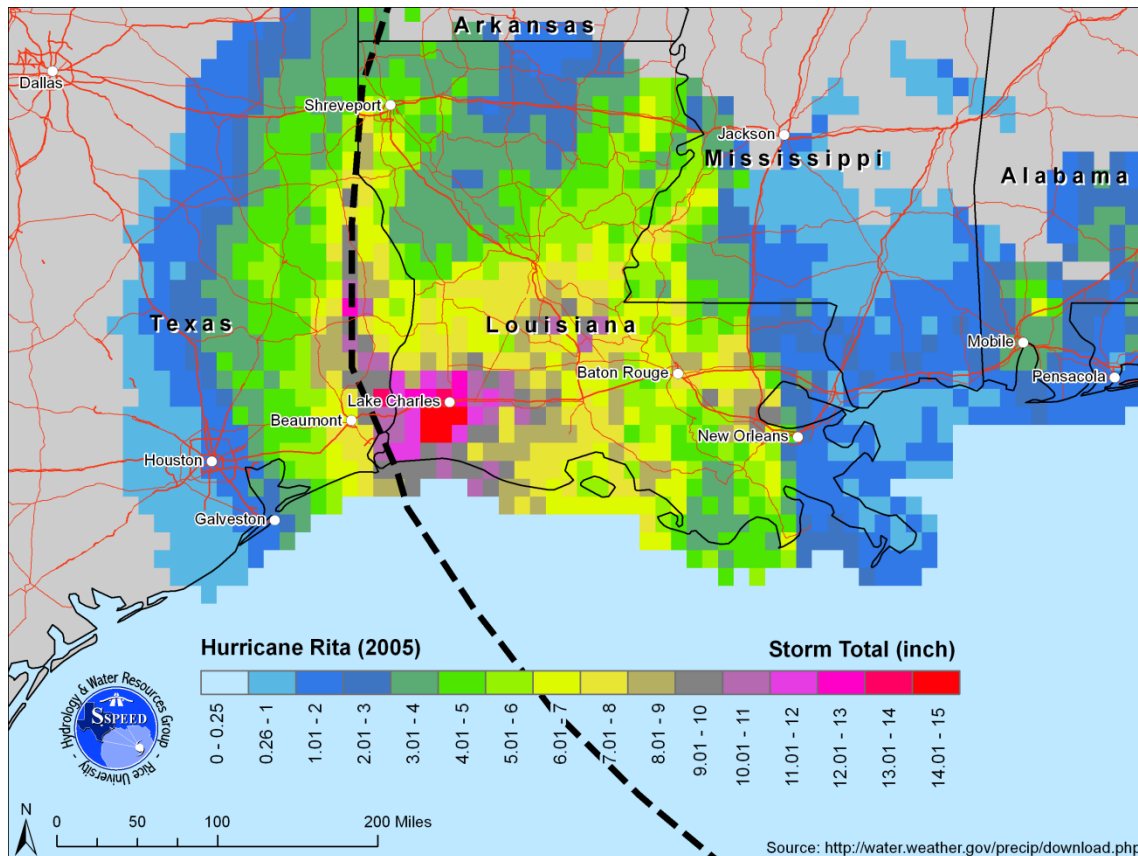 Arkansas
Dallas
Shreveport
Jackson
Mississippi
Alabama
Texas
Louisiana
Mobile
Baton Rouge
Pensacola
Lake Charles
Beaumont
New Orleans
Houston
Galveston
Hurricane Rita (2005)
Storm Total (inch)
0 - 0.25
0.26 - 1
1.01 - 2
2.01 - 3
3.01 - 4
4.01 - 5
5.01 - 6
6.01 - 7
7.01 - 8
8.01 - 9
9.01 - 10
10.01 - 11
11.01 - 12
12.01 - 13
13.01 - 14
14.01 - 15
Hydrology & Water Resources Group - Rice University -
SSPEED
N
0 50 100 200 Miles
Source: http://water.weather.gov/precip/download.php